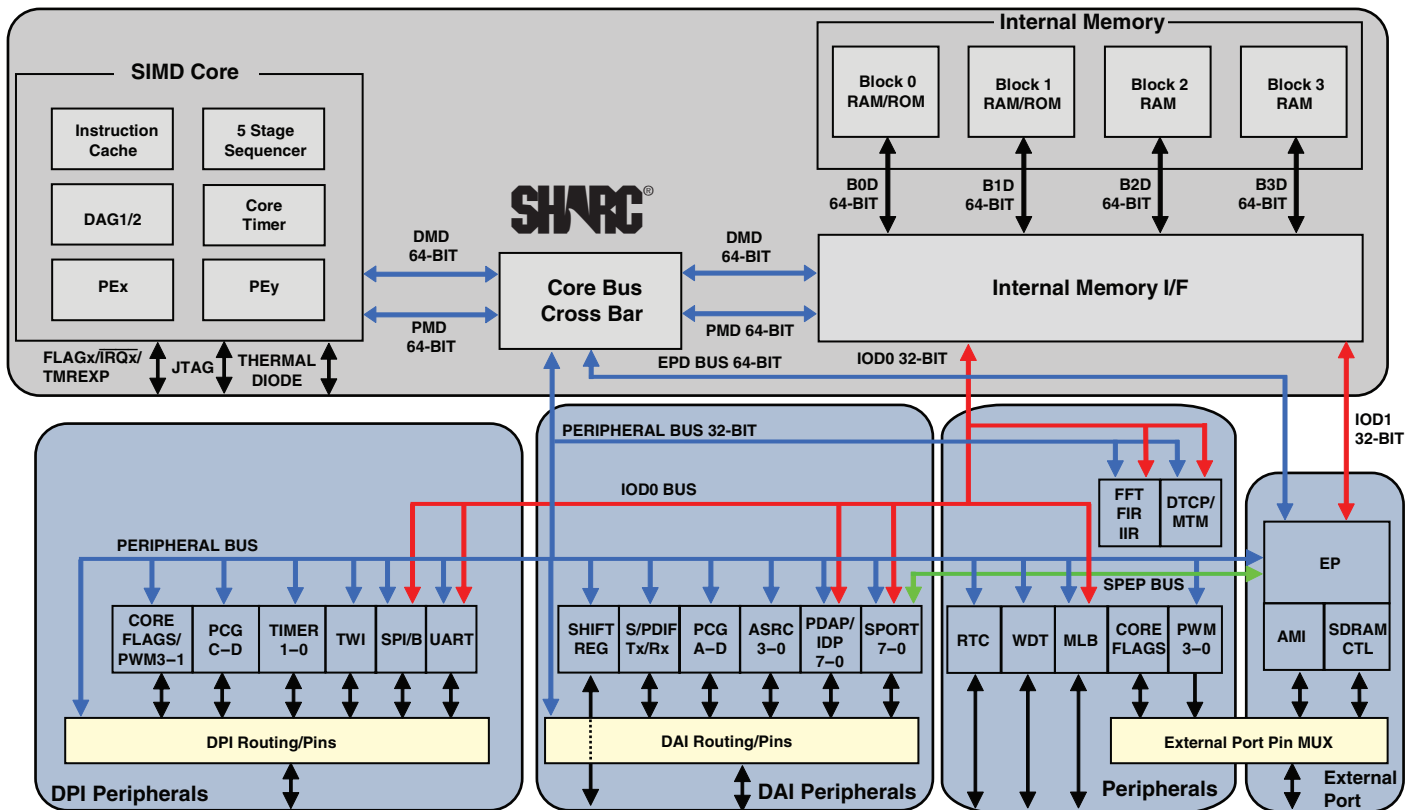 Internal Memory
SIMD Core
Block 0
RAM/ROM
Block 1
RAM/ROM
Block 2
RAM
Block 3
RAM
Instruction
Cache
5 Stage
Sequencer
DAG1/2
Core
Timer
PEx
PEy
B0D
64-BIT
B1D
64-BIT
B2D
64-BIT
B3D
64-BIT
SHARC®
DMD
64-BIT
DMD
64-BIT
Core Bus
Cross Bar
Internal Memory I/F
PMD
64-BIT
PMD 64-BIT
FLAGx/IRQx/
TMREXP
JTAG
THERMAL
DIODE
EPD BUS 64-BIT
IOD0 32-BIT
IOD1
32-BIT
PERIPHERAL BUS 32-BIT
IOD0 BUS
FFT
FIR
IIR
DTCP/
MTM
PERIPHERAL BUS
EP
SPEP BUS
CORE
FLAGS/
PWM3–1
PCG
C–D
TIMER
1–0
TWI
SPI/B
UART
SHIFT
REG
S/PDIF
Tx/Rx
PCG
A–D
ASRC
3–0
PDAP/
IDP
7–0
SPORT
7–0
RTC
WDT
MLB
CORE
FLAGS
PWM
3–0
AMI
SDRAM
CTL
DPI Routing/Pins
DAI Routing/Pins
External Port Pin MUX
DPI Peripherals
DAI Peripherals
Peripherals
External
Port